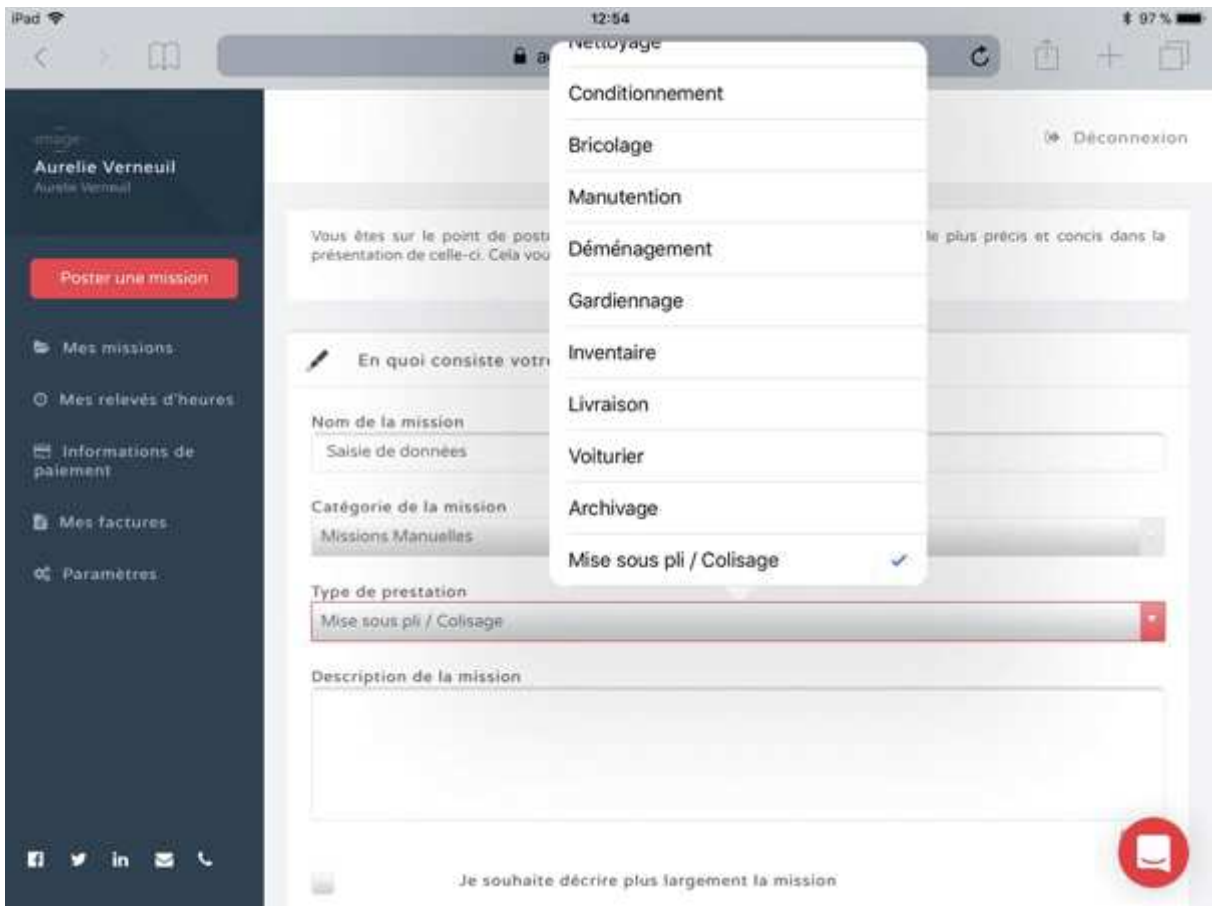 iPad
12:54
97 %
Nettoyage
Conditionnement
Bricolage
Manutention
Déménagement
Gardiennage
Inventaire
Livraison
Voiturier
Archivage
Mise sous pli / Colisage
image
Aurelie Verneuil
Aurelie Verneuil
Poster une mission
Mes missions
Mes relevés d'heures
Informations de
paiement
Mes factures
Paramètres
Déconnexion
Vous êtes sur le point de le plus précis et concis dans la
présentation de celle-ci. Cela
En quoi consiste
Nom de la mission
Saisie de données
Catégorie de la mission
Missions Manuelles
Type de prestation
Mise sous pli / Colisage
Description de la mission
Je souhaite décrire plus largement la mission